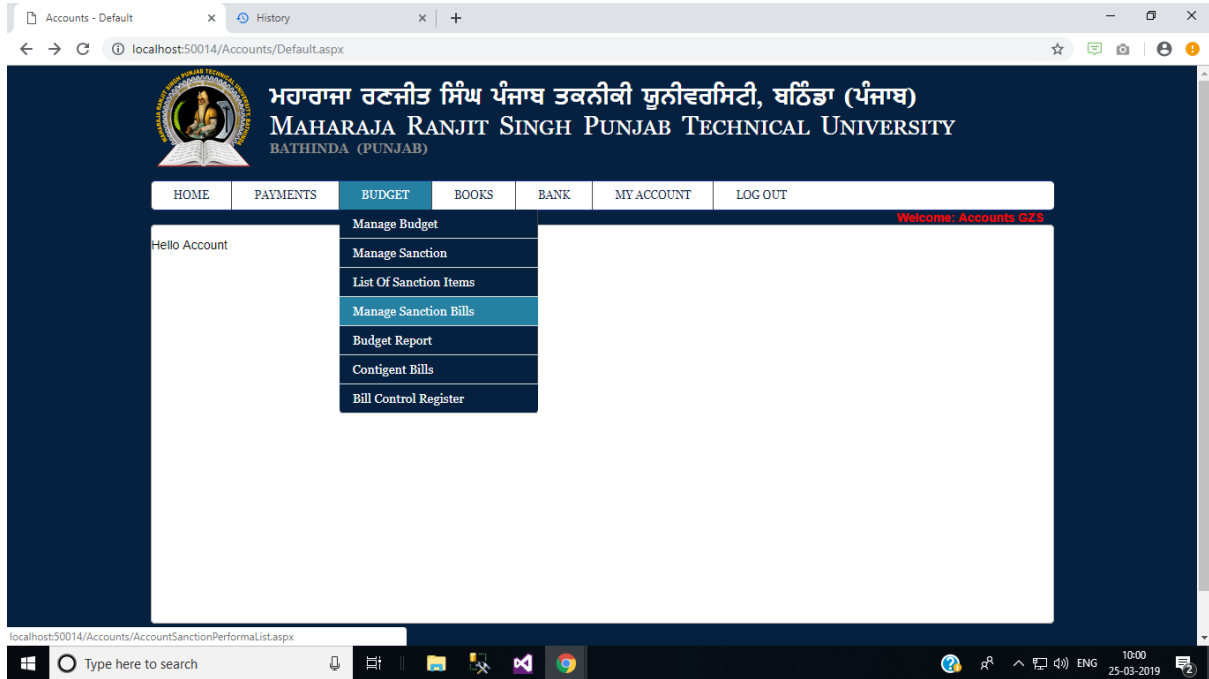 Accounts - Default
History
localhost:50014/Accounts/Default.aspx
ਮਹਾਰਾਜਾ ਰਣਜੀਤ ਸਿੰਘ ਪੰਜਾਬ ਤਕਨੀਕੀ ਯੂਨੀਵਰਸਿਟੀ, ਬਠਿੰਡਾ (ਪੰਜਾਬ)
MAHARAJA RANJIT SINGH PUNJAB TECHNICAL UNIVERSITY
BATHINDA (PUNJAB)
HOME PAYMENTS BUDGET BOOKS BANK MY ACCOUNT LOG OUT
Welcome: Accounts GZS
Hello Account
Manage Budget
Manage Sanction
List Of Sanction Items
Manage Sanction Bills
Budget Report
Contigent Bills
Bill Control Register
localhost:50014/Accounts/AccountSanctionPerformaList.aspx
Type here to search
ENG
10:00
25-03-2019
2